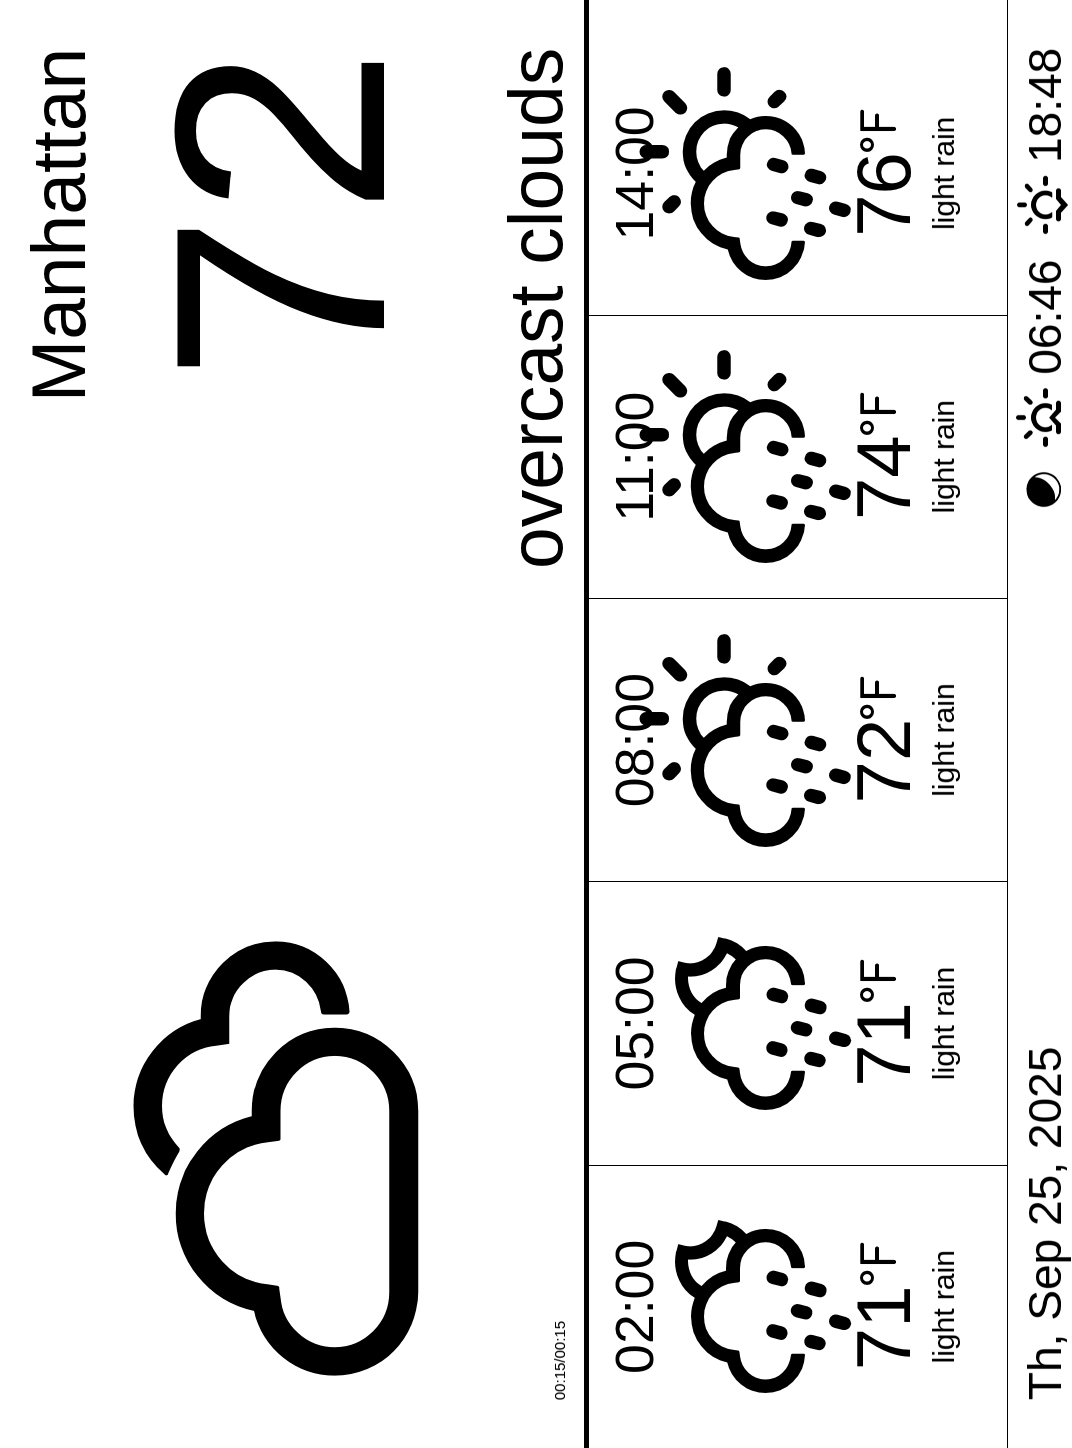 Manhattan
72
overcast clouds
00:15/00:15
02:00 05:00 08:00 11:00 14:00
71°F 71°F 72°F 74°F 76°F
light rain light rain light rain light rain light rain
Th, Sep 25, 2025 06:46 18:48